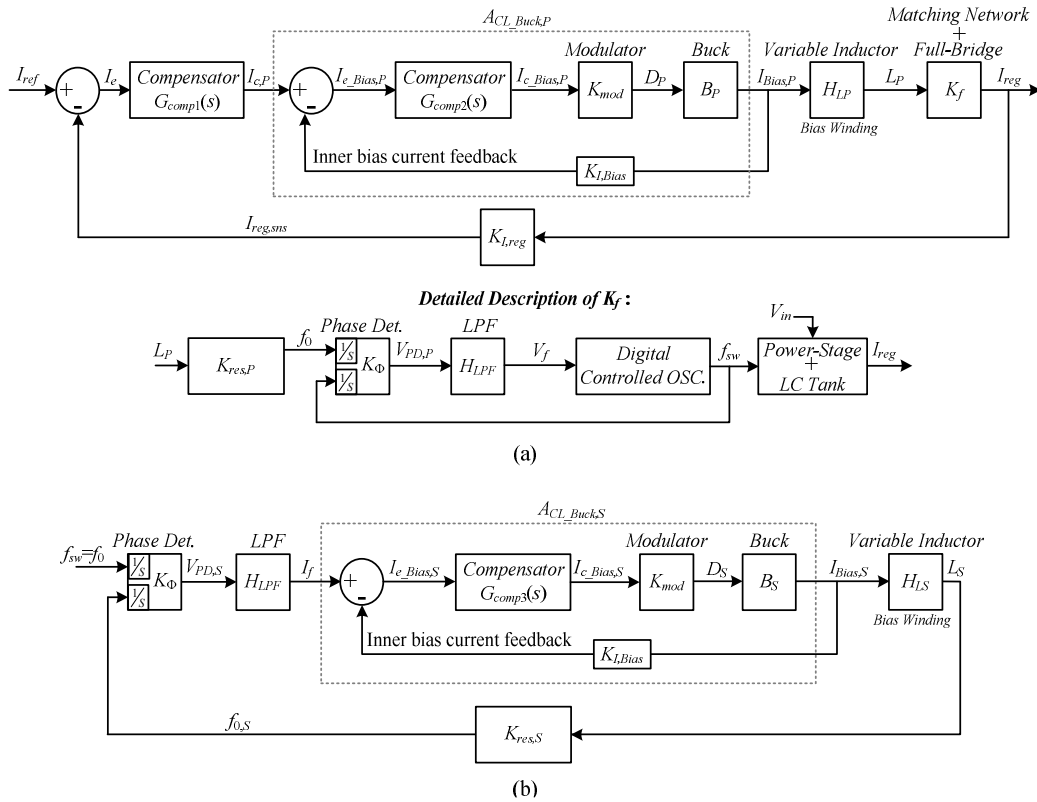 A_CL_Buck,P
Matching Network
+
Full-Bridge
I_ref
+
-
I_e
Compensator
G_comp1(s)
I_c,P
+
-
I_e_Bias,P
Compensator
G_comp2(s)
I_c_Bias,P
Modulator
K_mod
D_P
Buck
B_P
I_Bias,P
Variable Inductor
H_LP
Bias Winding
L_P
K_f
I_reg
Inner bias current feedback
K_I,Bias
I_reg,sns
K_I,reg
Detailed Description of K_f :
L_P
K_res,P
f_0
Phase Det.
1/s
1/s
K_Φ
V_PD,P
LPF
H_LPF
V_f
Digital
Controlled OSC.
f_sw
V_in
Power-Stage
+
LC Tank
I_reg
(a)
A_CL_Buck,S
f_sw=f_0
Phase Det.
1/s
1/s
K_Φ
V_PD,S
LPF
H_LPF
I_f
+
-
I_e_Bias,S
Compensator
G_comp3(s)
I_c_Bias,S
Modulator
K_mod
D_S
Buck
B_S
I_Bias,S
Variable Inductor
H_LS
Bias Winding
L_S
Inner bias current feedback
K_I,Bias
f_0,S
K_res,S
(b)